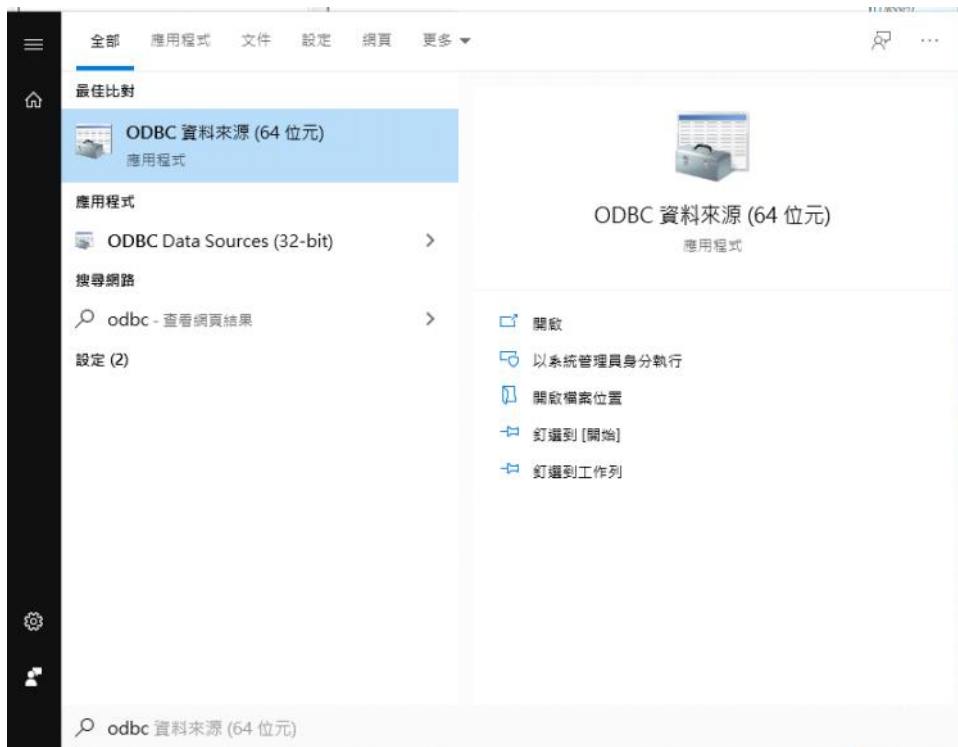 全部 應用程式 文件 設定 網頁 更多
最佳比對
ODBC 資料來源 (64 位元)
應用程式
應用程式
ODBC Data Sources (32-bit)
搜尋網路
odbc - 查看網頁結果
設定 (2)
ODBC 資料來源 (64 位元)
應用程式
開啟
以系統管理員身分執行
開啟檔案位置
釘選到 [開始]
釘選到工作列
odbc 資料來源 (64 位元)